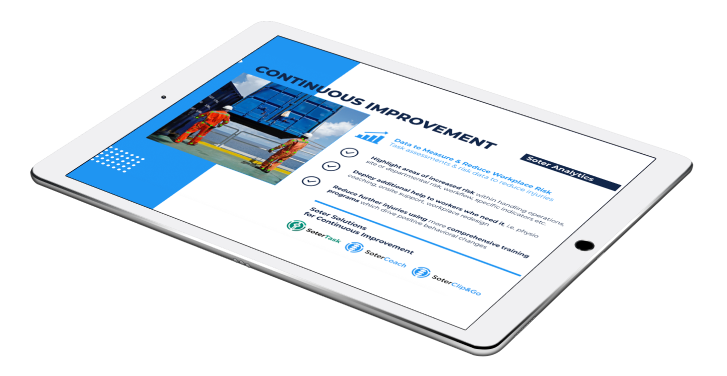 CONTINUOUS IMPROVEMENT
Soter Analytics
Data to Measure & Reduce Workplace Risk
Task assessments & risk data to reduce injuries
Highlight areas of increased risk within handling operations,
site or departmental risk, workflow, specific indicators etc
Deploy additional help to workers who need it, i.e. physio
coaching, onsite support, workplace redesign
Reduce further injuries using more comprehensive training
programs which drive positive behavioral changes
Soter Solutions
for Continuous Improvement
SoterTask
SoterCoach
SoterClip&Go